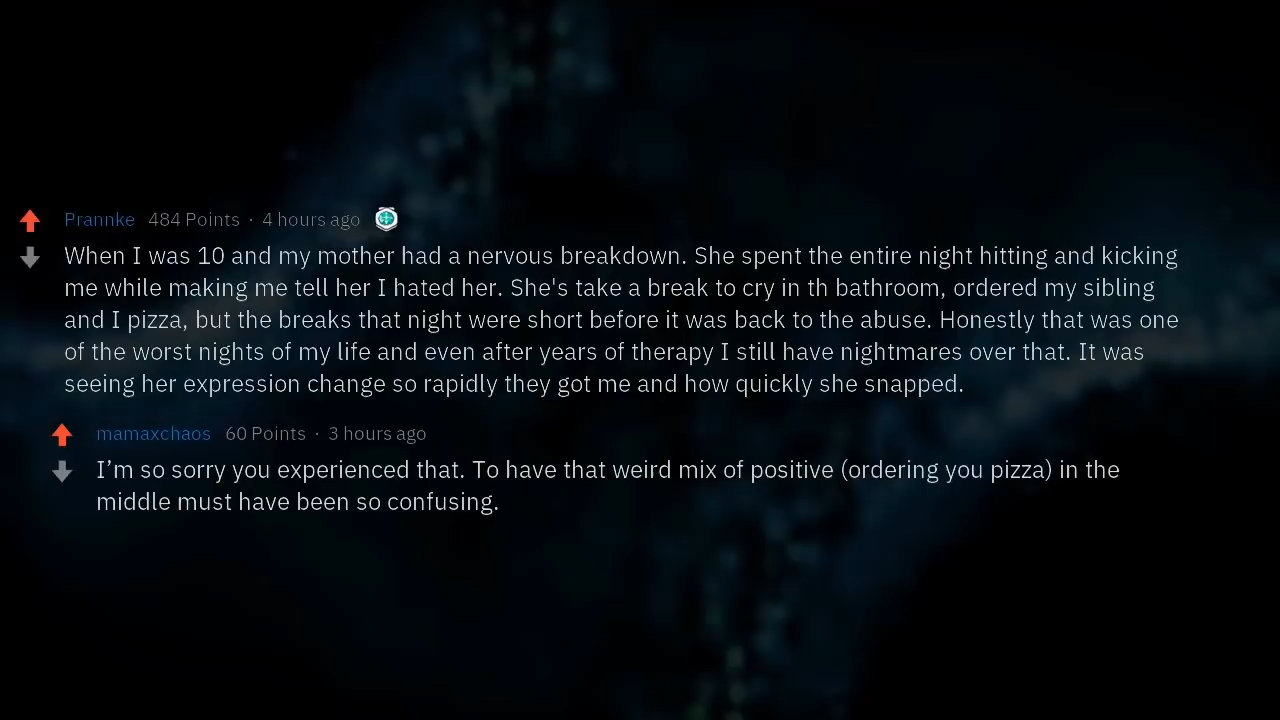 Prannke 484 Points · 4 hours ago
When I was 10 and my mother had a nervous breakdown. She spent the entire night hitting and kicking
me while making me tell her I hated her. She's take a break to cry in th bathroom, ordered my sibling
and I pizza, but the breaks that night were short before it was back to the abuse. Honestly that was one
of the worst nights of my life and even after years of therapy I still have nightmares over that. It was
seeing her expression change so rapidly they got me and how quickly she snapped.
mamaxchaos 60 Points · 3 hours ago
I’m so sorry you experienced that. To have that weird mix of positive (ordering you pizza) in the
middle must have been so confusing.